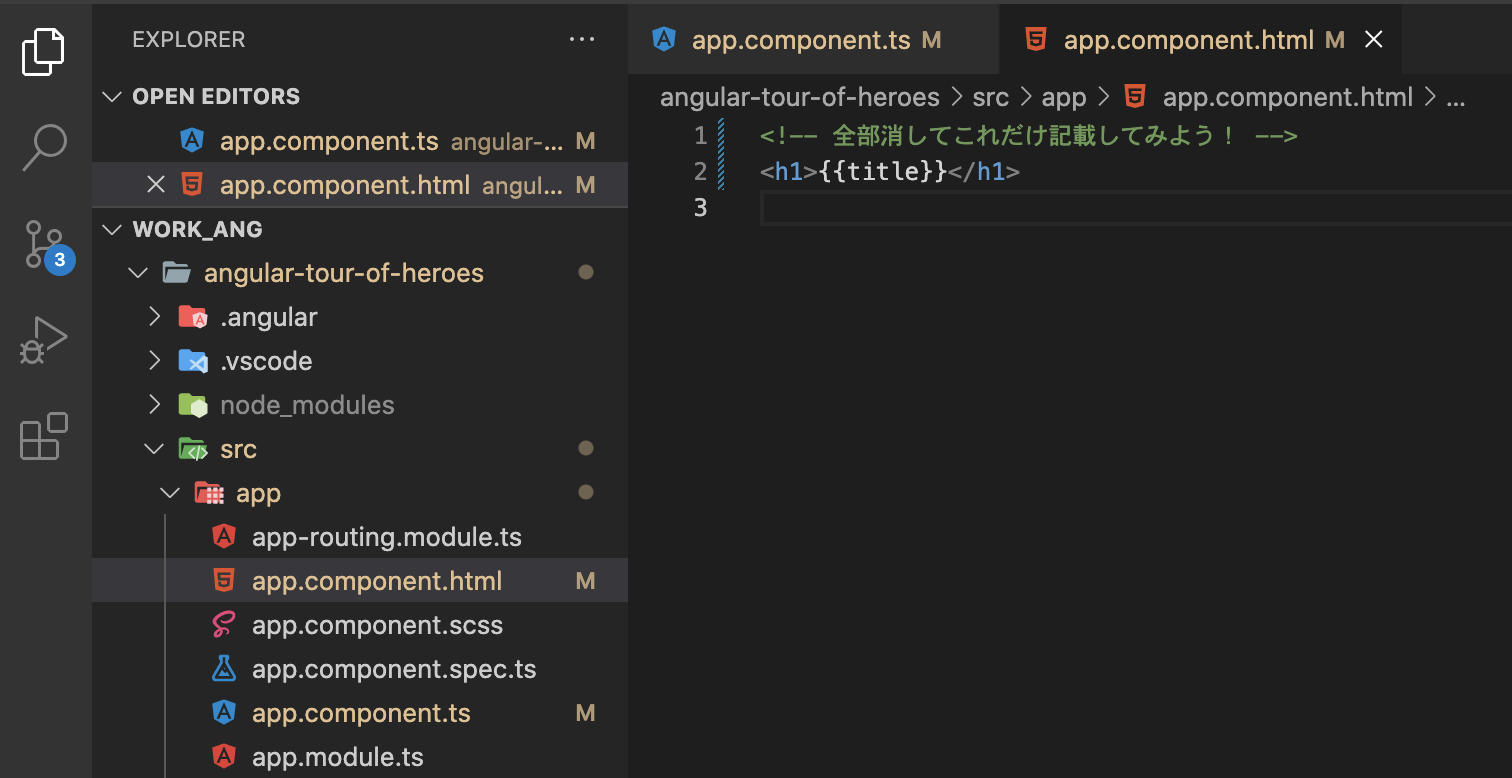 EXPLORER ...
OPEN EDITORS
app.component.ts angular-... M
app.component.html angul... M
WORK_ANG
angular-tour-of-heroes
.angular
.vscode
node_modules
src
app
app-routing.module.ts
app.component.html M
app.component.scss
app.component.spec.ts
app.component.ts M
app.module.ts
3
app.component.ts M
app.component.html M
angular-tour-of-heroes > src > app > app.component.html > ...
1 <!-- 全部消してこれだけ記載してみよう！ -->
2 <h1>{{title}}</h1>
3